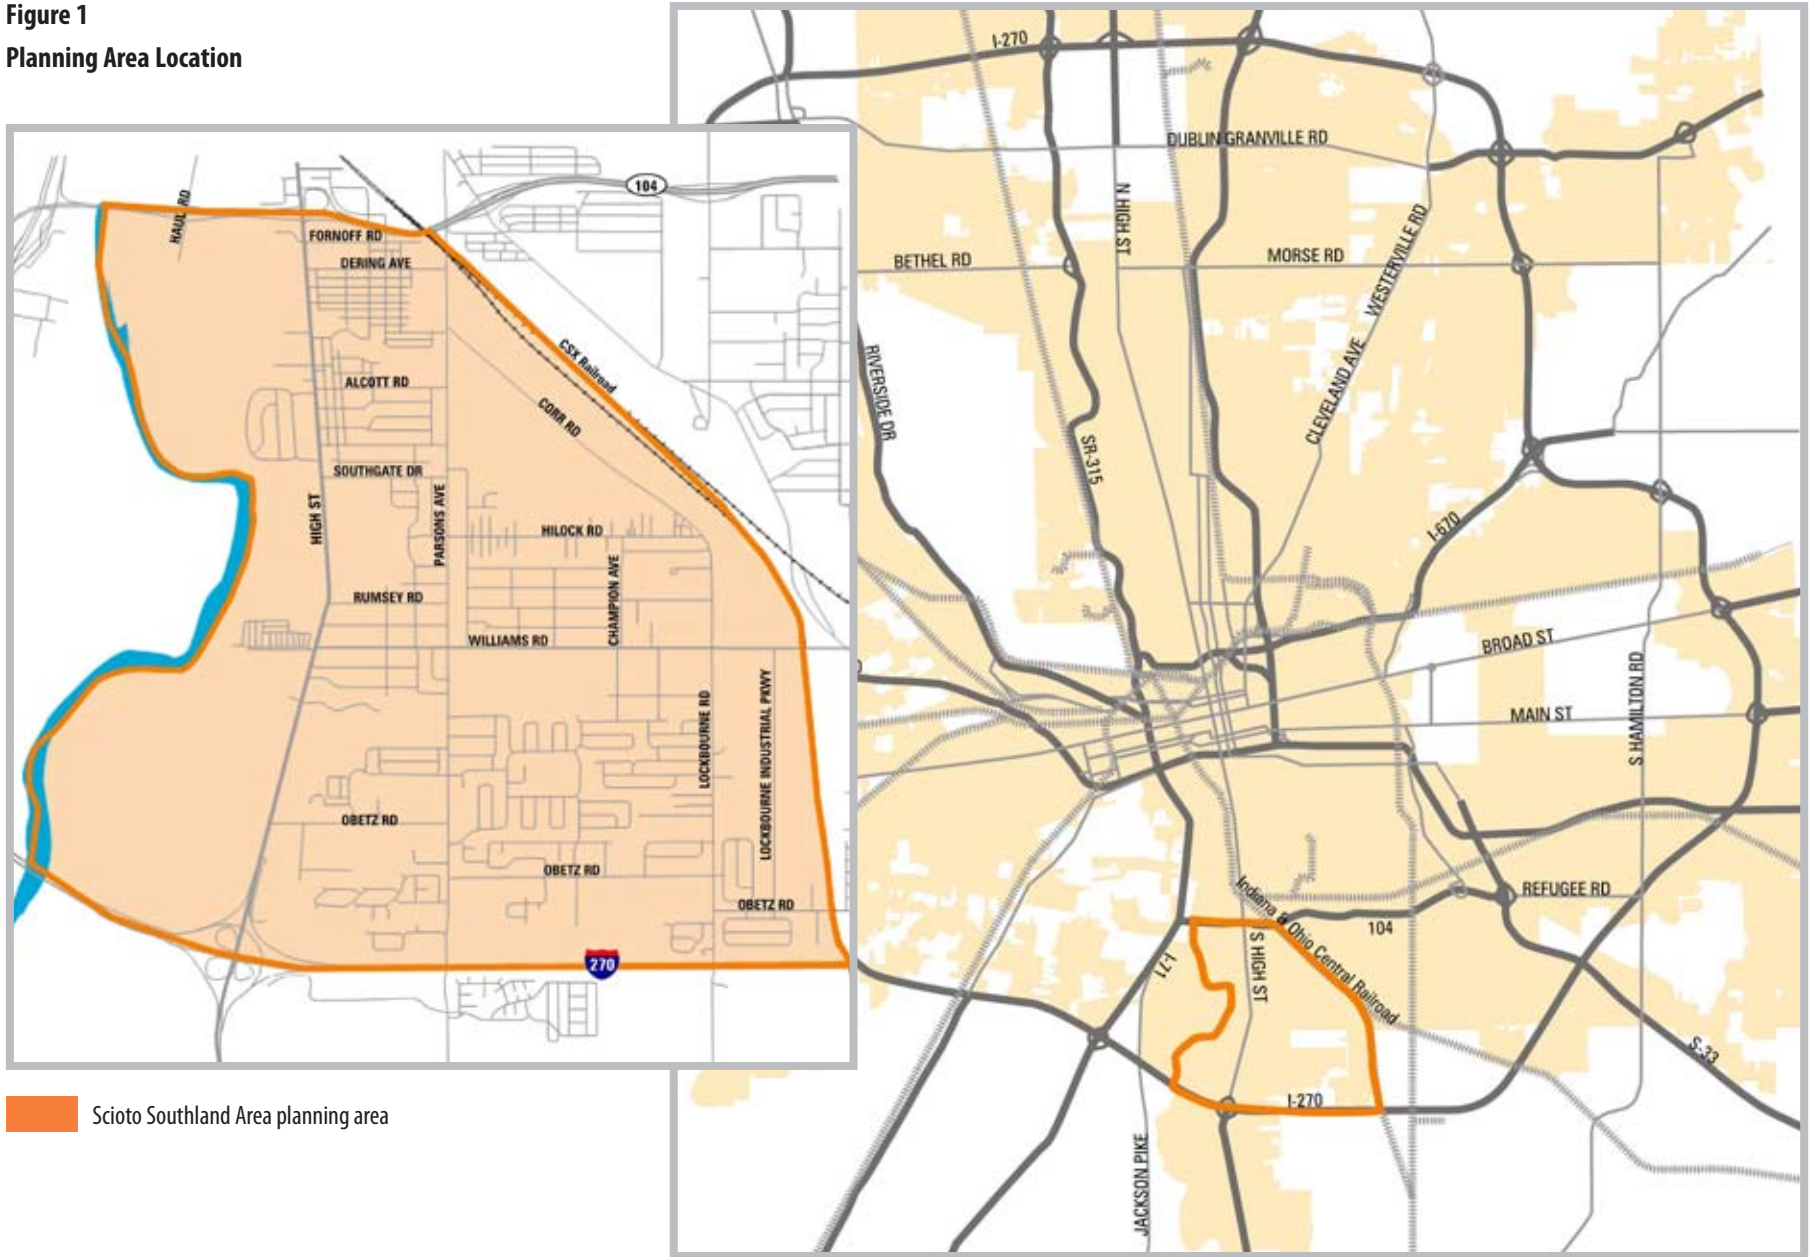 Figure 1
Planning Area Location
HAUL RD
104
FORNOFF RD
DERING AVE
CSX Railroad
ALCOTT RD
CORR RD
SOUTHGATE DR
HIGH ST
PARSONS AVE
HILOCK RD
CHAMPION AVE
RUMSEY RD
WILLIAMS RD
LOCKBOURNE RD
LOCKBOURNE INDUSTRIAL PKWY
OBETZ RD
OBETZ RD
OBETZ RD
270
Scioto Southland Area planning area
I-270
DUBLIN GRANVILLE RD
N HIGH ST
WESTERVILLE RD
BETHEL RD
MORSE RD
RIVERSIDE DR
CLEVELAND AVE
SR-315
I-670
BROAD ST
S HAMILTON RD
MAIN ST
REFUGEE RD
Indiana & Ohio Central Railroad
104
I-71
S HIGH ST
S-33
I-270
JACKSON PIKE